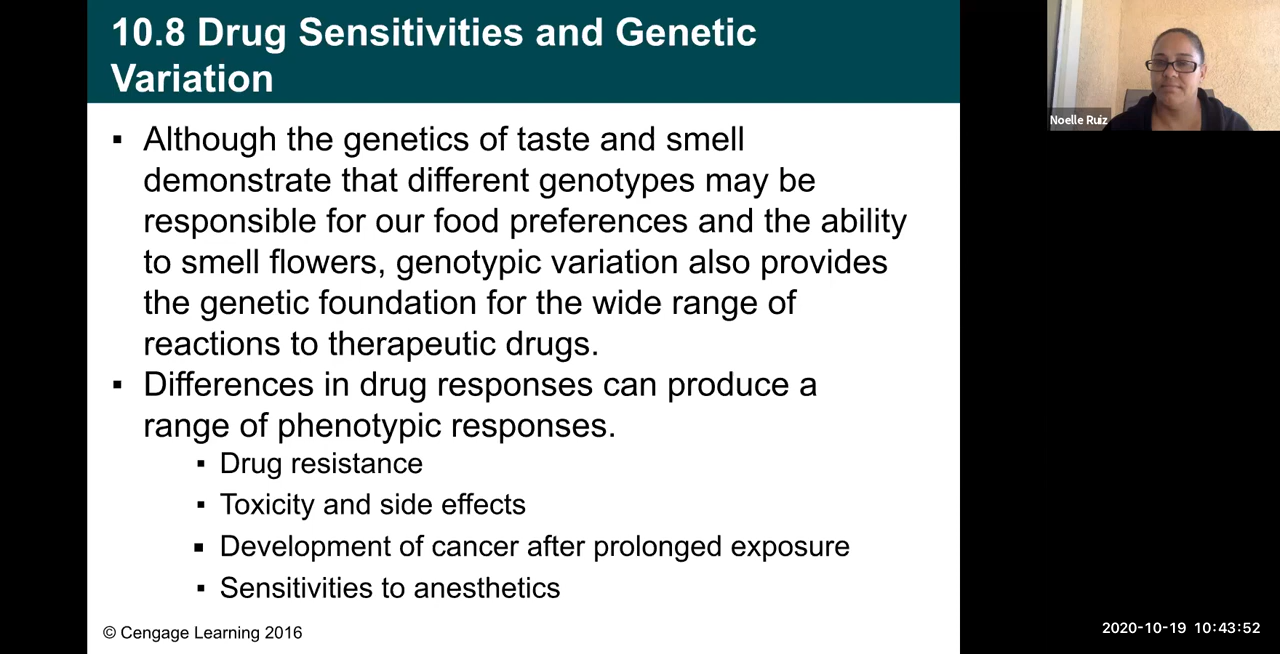 10.8 Drug Sensitivities and Genetic
Variation
▪ Although the genetics of taste and smell
demonstrate that different genotypes may be
responsible for our food preferences and the ability
to smell flowers, genotypic variation also provides
the genetic foundation for the wide range of
reactions to therapeutic drugs.
▪ Differences in drug responses can produce a
range of phenotypic responses.
▪ Drug resistance
▪ Toxicity and side effects
▪ Development of cancer after prolonged exposure
▪ Sensitivities to anesthetics
© Cengage Learning 2016
Noelle Ruiz
2020-10-19 10:43:52